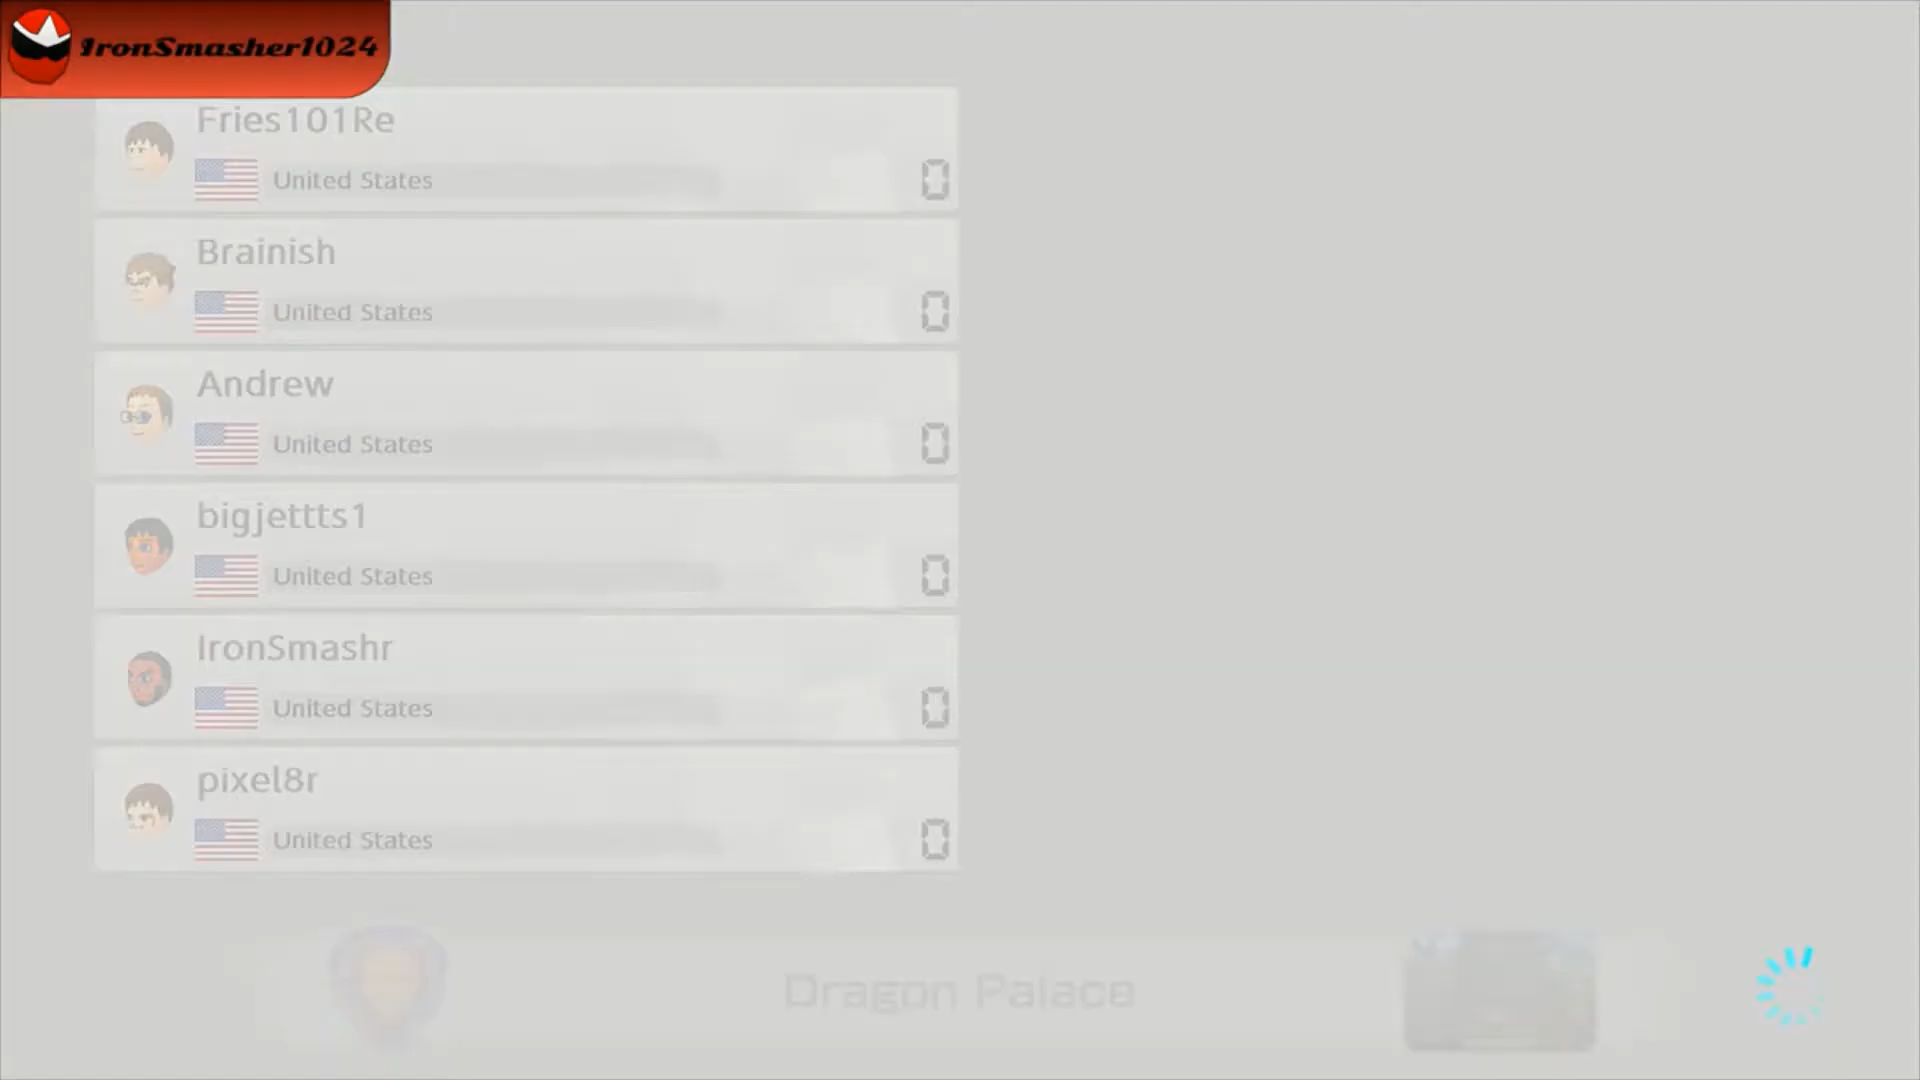 IronSmasher1024
Fries101Re
United States
0
Brainish
United States
0
Andrew
United States
0
bigjettts1
United States
0
IronSmashr
United States
0
pixel8r
United States
0
Dragon Palace